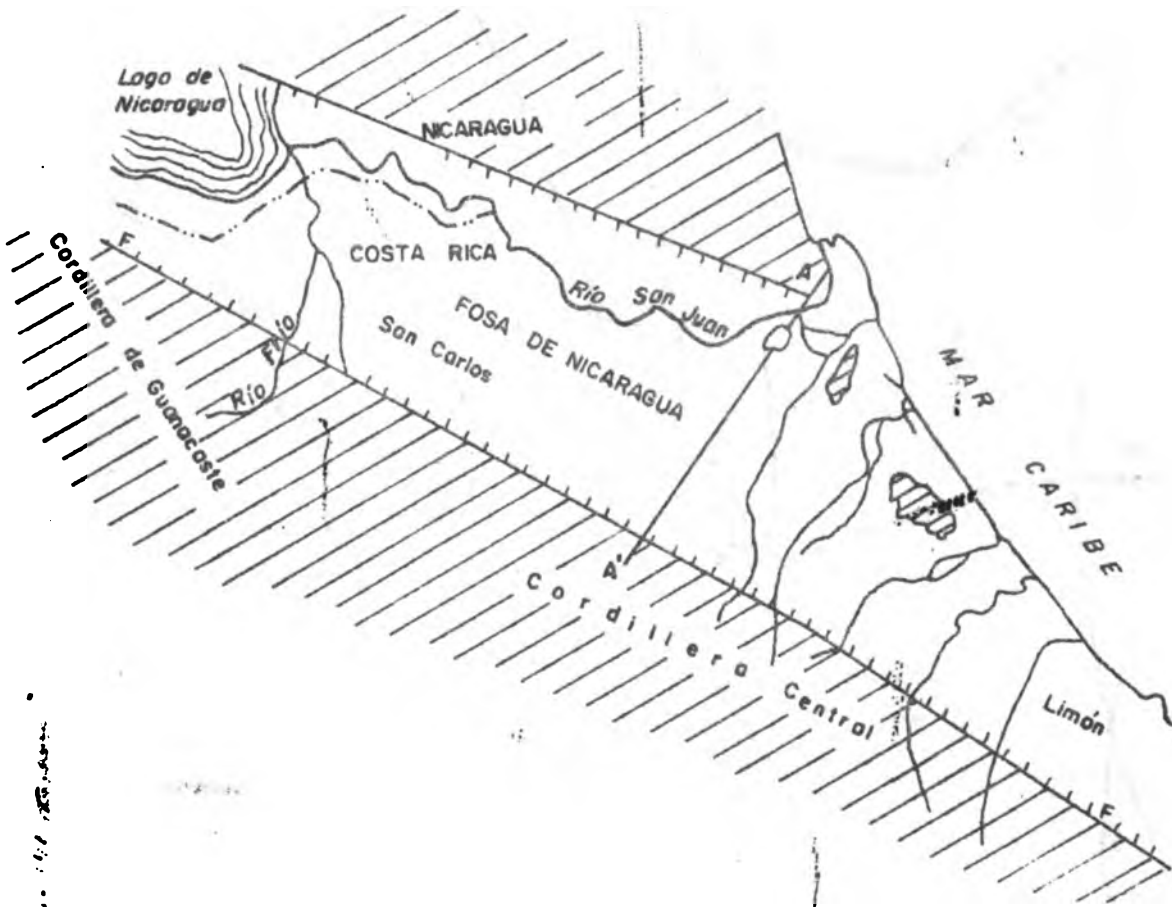 Lago de
Nicaragua
NICARAGUA
Cordillera
de Guanacaste
F
COSTA RICA
Río San Juan
A
FOSA DE NICARAGUA
San Carlos
Río Frío
MAR
CARIBE
A'
Cordillera Central
Limón
F